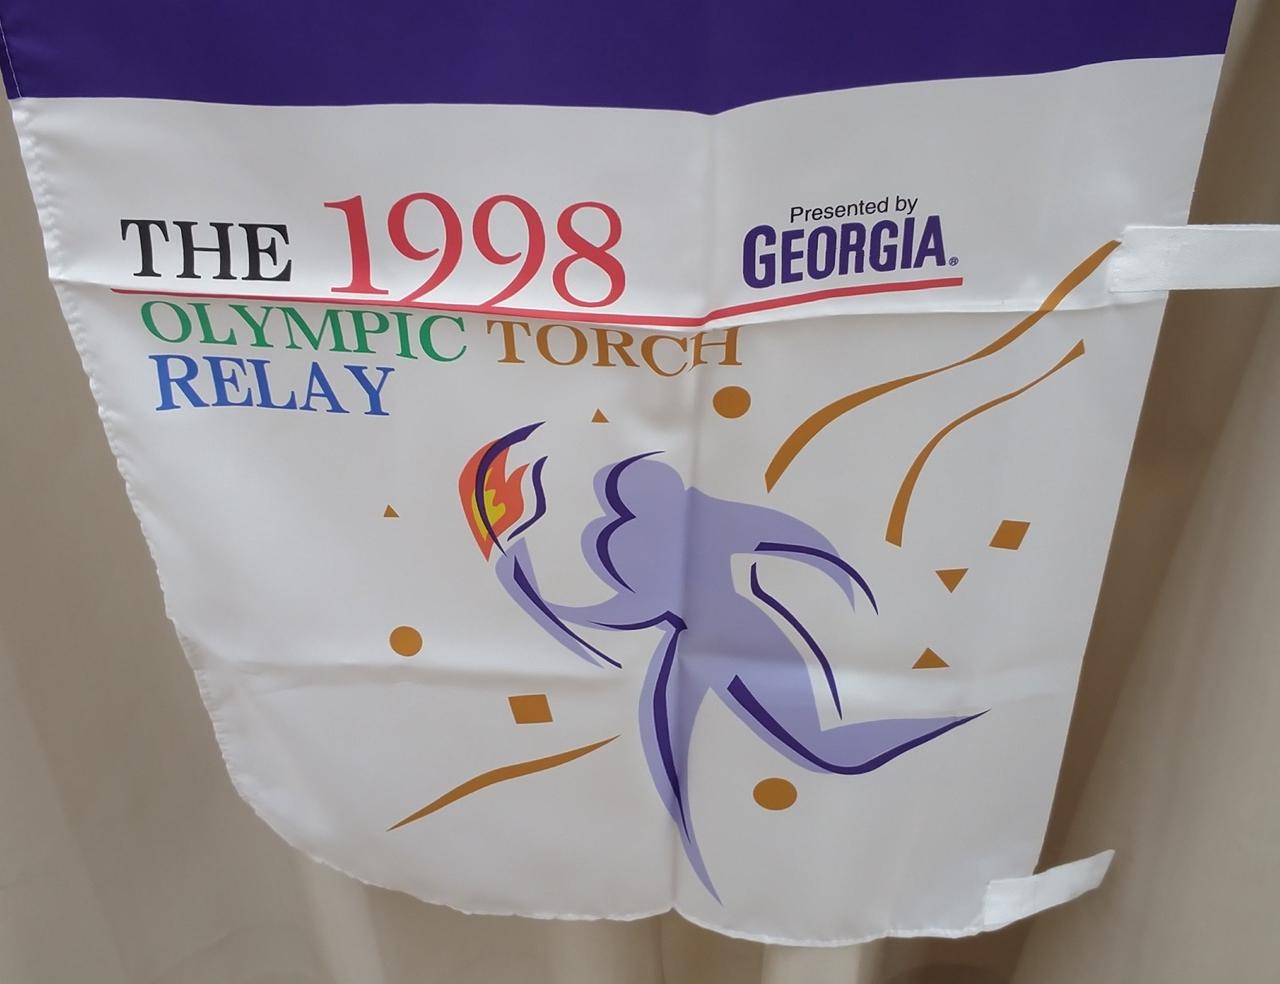 THE 1998
OLYMPIC TORCH
RELAY
Presented by
GEORGIA®